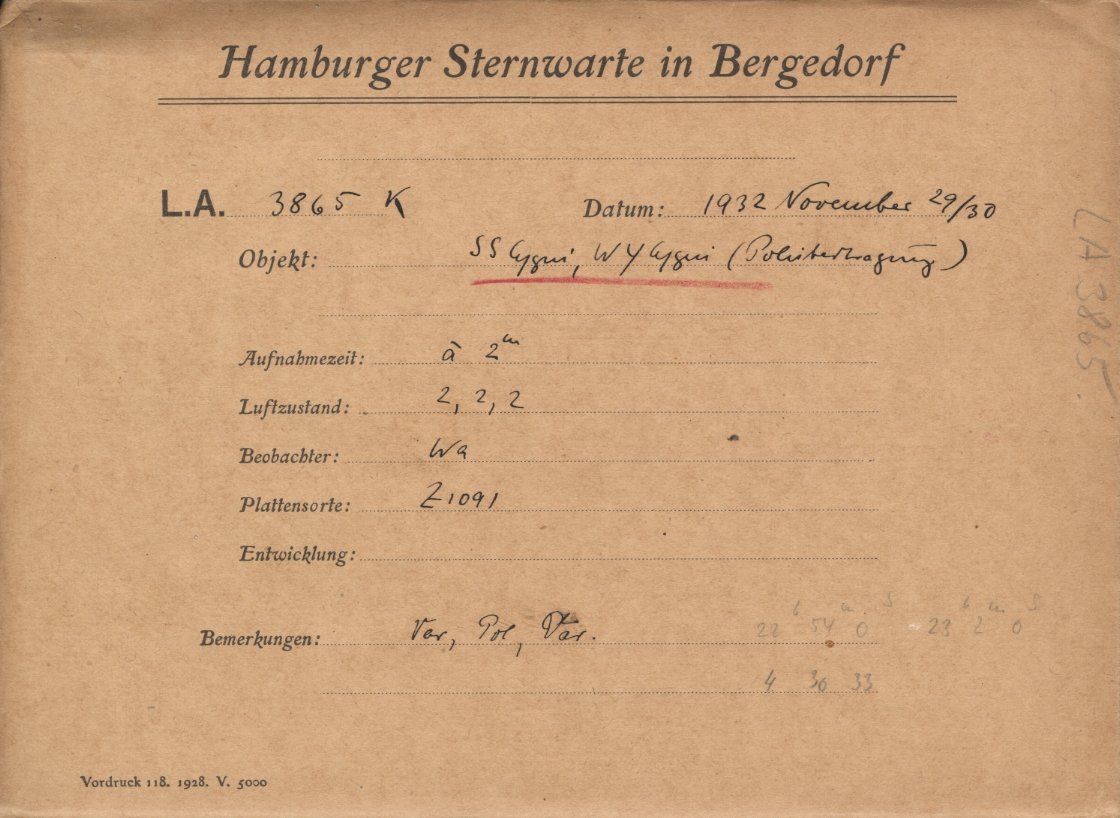 Hamburger Sternwarte in Bergedorf
L.A. 3865 K Datum: 1932 November 29/30
Objekt: SS Cygni, WY Cygni (Polübertragung)
Aufnahmezeit: à 2m
Luftzustand: 2, 2, 2
Beobachter: Wa
Plattensorte: Z1091
Entwicklung:
h m s h m s
Bemerkungen: Var, Pol, Var. 22 54 0 23 2 0
4 30 33
Vordruck 118. 1928. V. 5000
LA 3865